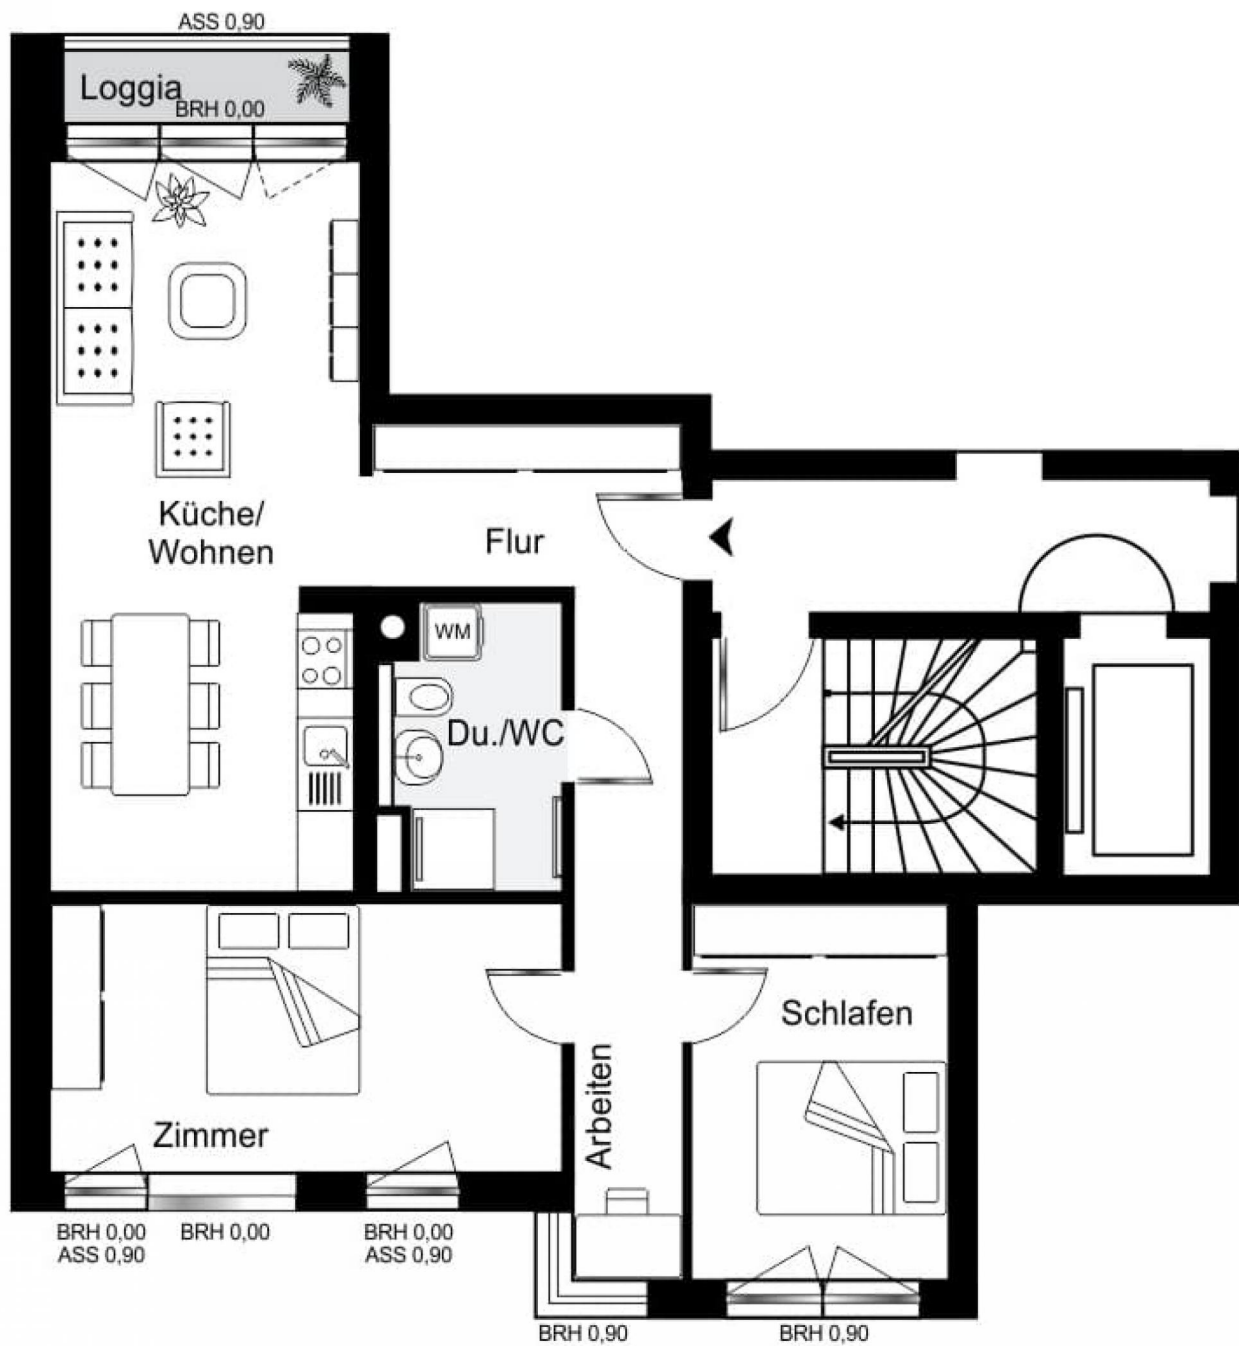 ASS 0,90
Loggia
BRH 0,00
Küche/
Wohnen
Flur
WM
Du./WC
Schlafen
Arbeiten
Zimmer
BRH 0,00
ASS 0,90
BRH 0,00
BRH 0,00
ASS 0,90
BRH 0,90
BRH 0,90